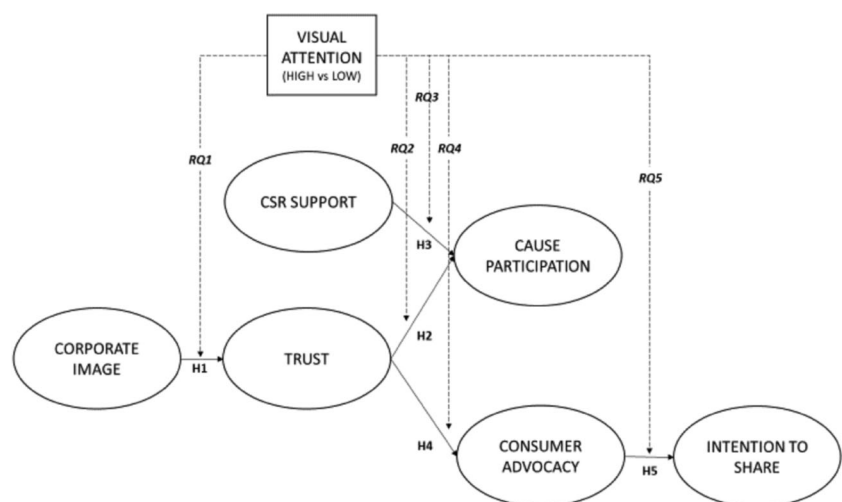 VISUAL
ATTENTION
(HIGH vs LOW)
RQ3
RQ2
RQ4
RQ1
RQ5
CSR SUPPORT
H3
CAUSE
PARTICIPATION
H2
CORPORATE
IMAGE
H1
TRUST
H4
CONSUMER
ADVOCACY
H5
INTENTION TO
SHARE